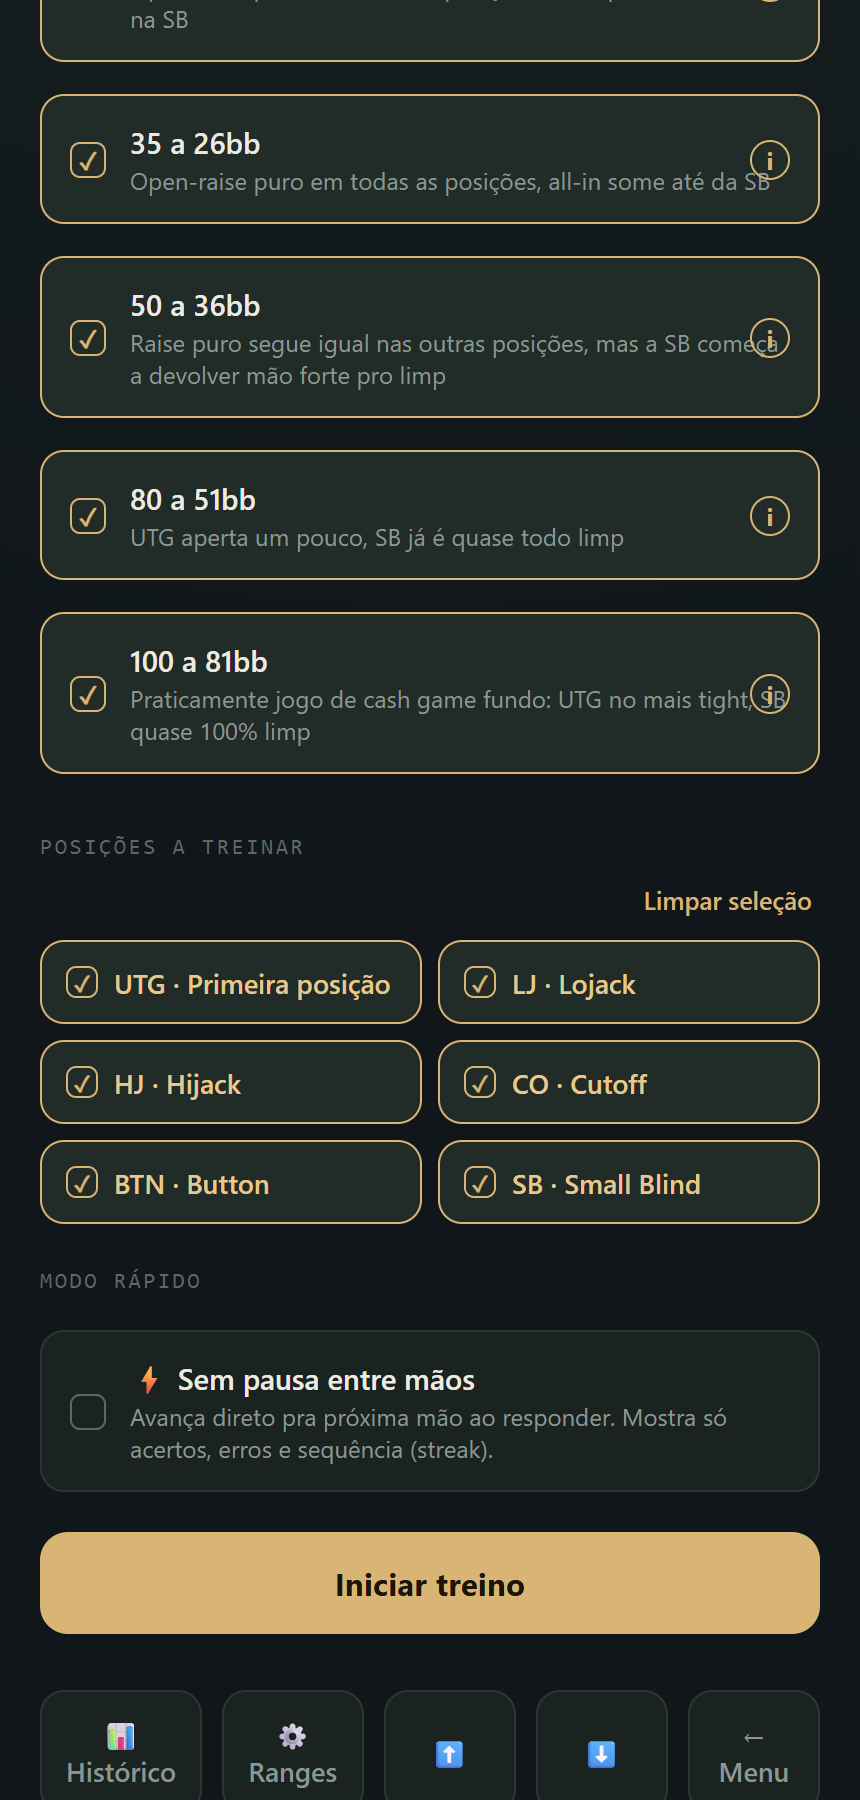 na SB
35 a 26bb
Open-raise puro em todas as posições, all-in some até da SB
i
50 a 36bb
Raise puro segue igual nas outras posições, mas a SB começa
a devolver mão forte pro limp
i
80 a 51bb
UTG aperta um pouco, SB já é quase todo limp
i
100 a 81bb
Praticamente jogo de cash game fundo: UTG no mais tight, SB
quase 100% limp
i
POSIÇÕES A TREINAR
Limpar seleção
UTG · Primeira posição
LJ · Lojack
HJ · Hijack
CO · Cutoff
BTN · Button
SB · Small Blind
MODO RÁPIDO
Sem pausa entre mãos
Avança direto pra próxima mão ao responder. Mostra só
acertos, erros e sequência (streak).
Iniciar treino
Histórico
Ranges
← Menu